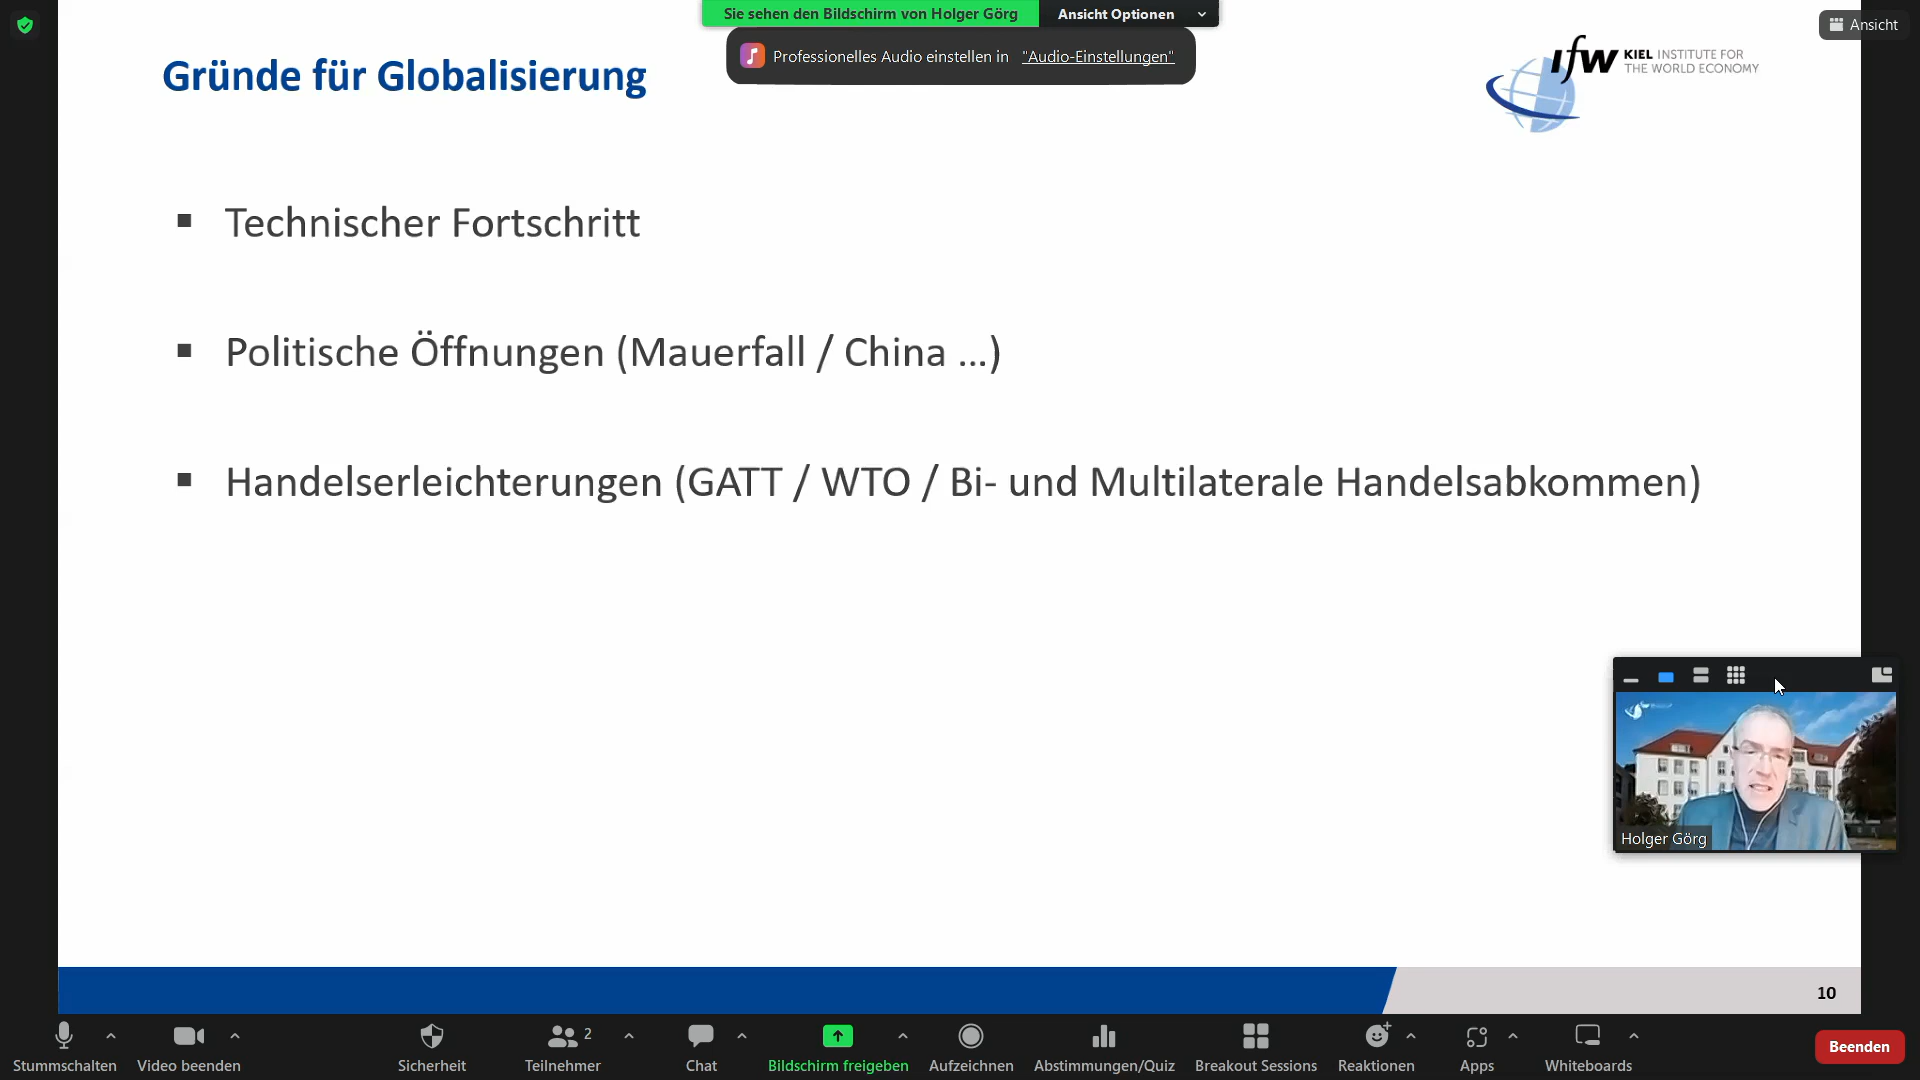 Sie sehen den Bildschirm von Holger Görg
Ansicht Optionen
Ansicht
Professionelles Audio einstellen in "Audio-Einstellungen"
Gründe für Globalisierung
ifw KIEL INSTITUTE FOR
THE WORLD ECONOMY
▪ Technischer Fortschritt
▪ Politische Öffnungen (Mauerfall / China ...)
▪ Handelserleichterungen (GATT / WTO / Bi- und Multilaterale Handelsabkommen)
Holger Görg
10
2
Stummschalten
Video beenden
Sicherheit
Teilnehmer
Chat
Bildschirm freigeben
Aufzeichnen
Abstimmungen/Quiz
Breakout Sessions
Reaktionen
Apps
Whiteboards
Beenden